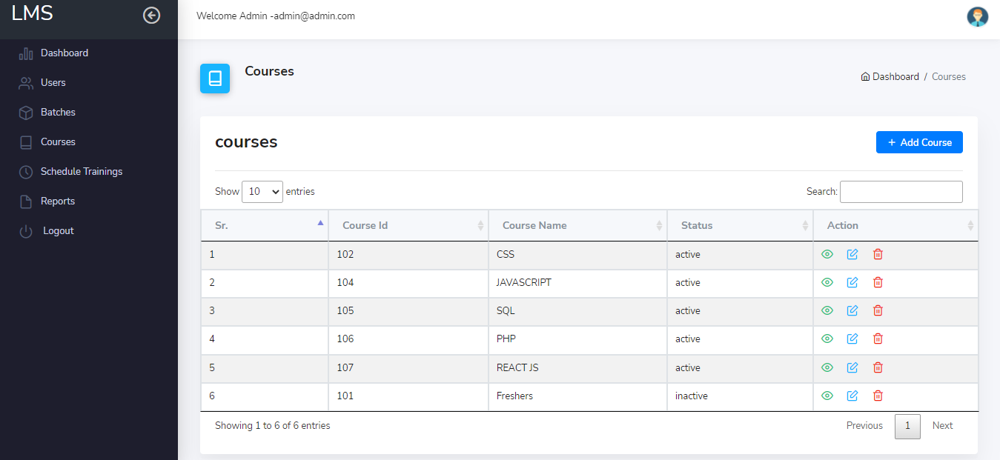 LMS
Welcome Admin -admin@admin.com
Dashboard
Users
Batches
Courses
Schedule Trainings
Reports
Logout
Courses
Dashboard / Courses
courses
+ Add Course
Show 10 entries
Search:
Sr. Course Id Course Name Status Action
1 102 CSS active
2 104 JAVASCRIPT active
3 105 SQL active
4 106 PHP active
5 107 REACT JS active
6 101 Freshers inactive
Showing 1 to 6 of 6 entries
Previous 1 Next